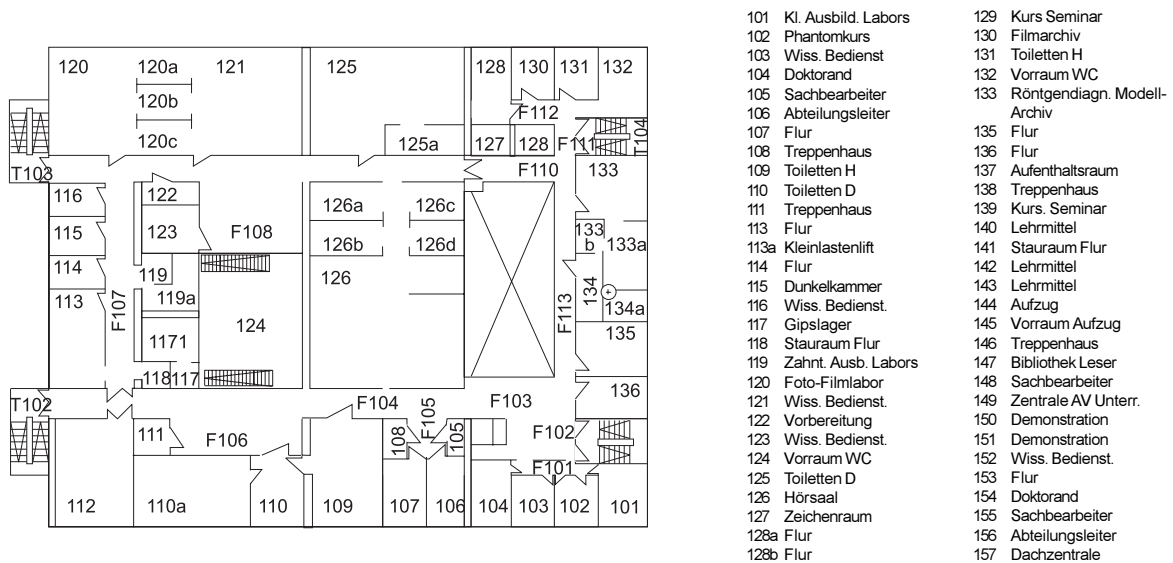 120 120a 121 125 128 130 131 132
120b
F112
120c 125a 127 128 F111 T104
T103 F110 133
116 122 126a 126c
115 123 F108 126b 126d 133 b 133a
114 119 126
113 F107 119a F113 134 134a
1171 124 135
118 117 136
T102 F104 F105 F103
111 F106 108 105 F102
F101
112 110a 110 109 107 106 104 103 102 101
101 Kl. Ausbild. Labors
102 Phantomkurs
103 Wiss. Bedienst
104 Doktorand
105 Sachbearbeiter
106 Abteilungsleiter
107 Flur
108 Treppenhaus
109 Toiletten H
110 Toiletten D
111 Treppenhaus
113 Flur
113a Kleinlastenlift
114 Flur
115 Dunkelkammer
116 Wiss. Bedienst.
117 Gipslager
118 Stauraum Flur
119 Zahnt. Ausb. Labors
120 Foto-Filmlabor
121 Wiss. Bedienst.
122 Vorbereitung
123 Wiss. Bedienst.
124 Vorraum WC
125 Toiletten D
126 Hörsaal
127 Zeichenraum
128a Flur
128b Flur
129 Kurs Seminar
130 Filmarchiv
131 Toiletten H
132 Vorraum WC
133 Röntgendiagn. Modell-
Archiv
135 Flur
136 Flur
137 Aufenthaltsraum
138 Treppenhaus
139 Kurs. Seminar
140 Lehrmittel
141 Stauraum Flur
142 Lehrmittel
143 Lehrmittel
144 Aufzug
145 Vorraum Aufzug
146 Treppenhaus
147 Bibliothek Leser
148 Sachbearbeiter
149 Zentrale AV Unterr.
150 Demonstration
151 Demonstration
152 Wiss. Bedienst.
153 Flur
154 Doktorand
155 Sachbearbeiter
156 Abteilungsleiter
157 Dachzentrale